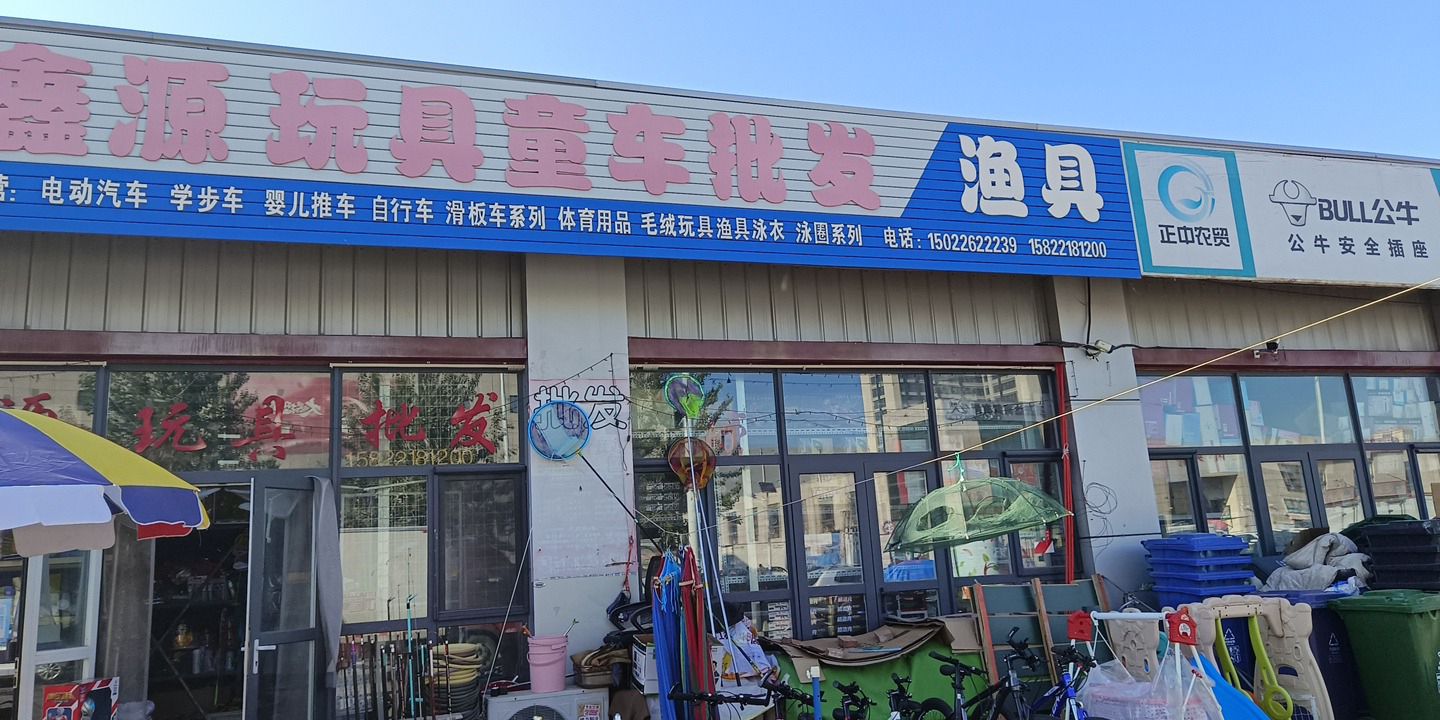 鑫源玩具童车批发 渔具
营：电动汽车 学步车 婴儿推车 自行车 滑板车系列 体育用品 毛绒玩具渔具泳衣 泳圈系列 电话：15022622239 15822181200
正中农贸
BULL公牛
公牛安全插座
源玩具批发
15822181200
批发